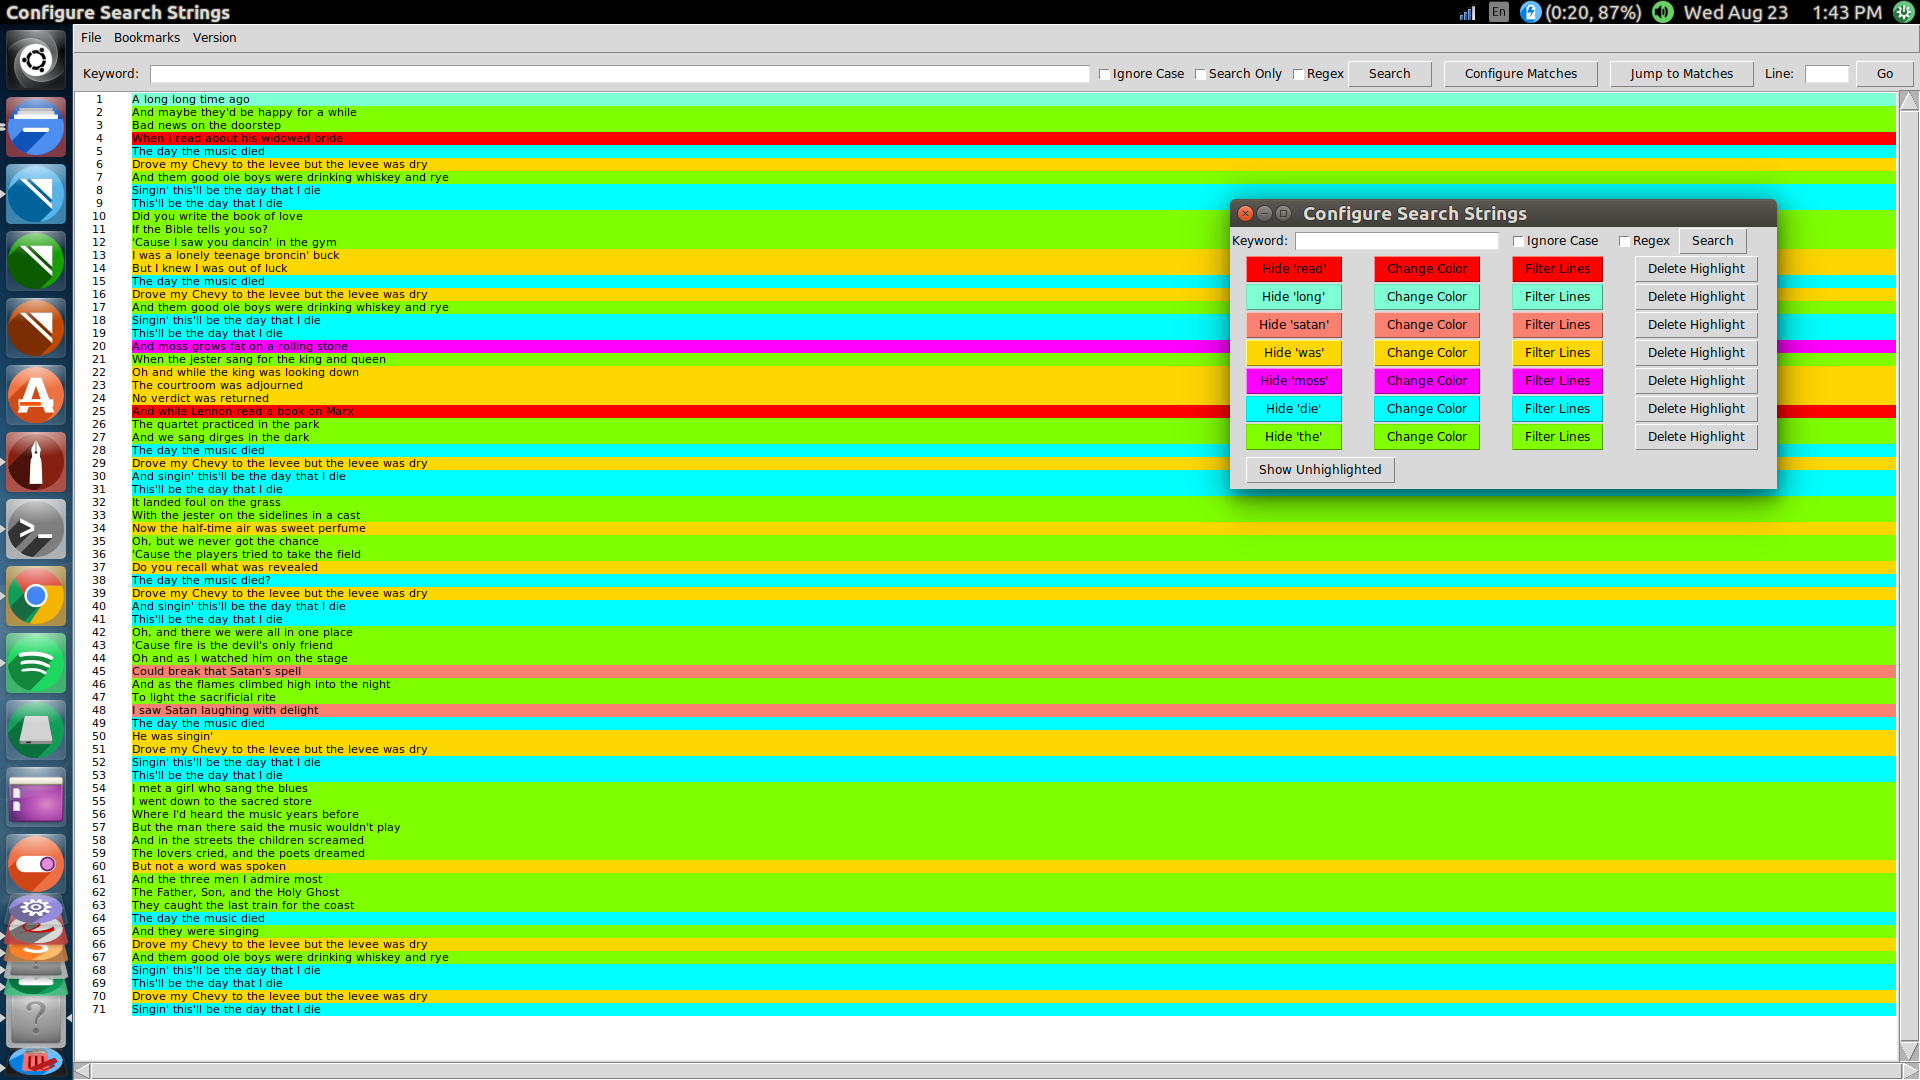 Configure Search Strings
En (0:20, 87%) Wed Aug 23 1:43 PM
File Bookmarks Version
Keyword: Ignore Case Search Only Regex Search Configure Matches Jump to Matches Line: Go
1 A long long time ago
2 And maybe they'd be happy for a while
3 Bad news on the doorstep
4 When I read about his widowed bride
5 The day the music died
6 Drove my Chevy to the levee but the levee was dry
7 And them good ole boys were drinking whiskey and rye
8 Singin' this'll be the day that I die
9 This'll be the day that I die
10 Did you write the book of love
11 If the Bible tells you so?
12 'Cause I saw you dancin' in the gym
13 I was a lonely teenage broncin' buck
14 But I knew I was out of luck
15 The day the music died
16 Drove my Chevy to the levee but the levee was dry
17 And them good ole boys were drinking whiskey and rye
18 Singin' this'll be the day that I die
19 This'll be the day that I die
20 And moss grows fat on a rolling stone
21 When the jester sang for the king and queen
22 Oh and while the king was looking down
23 The courtroom was adjourned
24 No verdict was returned
25 And while Lennon read a book on Marx
26 The quartet practiced in the park
27 And we sang dirges in the dark
28 The day the music died
29 Drove my Chevy to the levee but the levee was dry
30 And singin' this'll be the day that I die
31 This'll be the day that I die
32 It landed foul on the grass
33 With the jester on the sidelines in a cast
34 Now the half-time air was sweet perfume
35 Oh, but we never got the chance
36 'Cause the players tried to take the field
37 Do you recall what was revealed
38 The day the music died?
39 Drove my Chevy to the levee but the levee was dry
40 And singin' this'll be the day that I die
41 This'll be the day that I die
42 Oh, and there we were all in one place
43 'Cause fire is the devil's only friend
44 Oh and as I watched him on the stage
45 Could break that Satan's spell
46 And as the flames climbed high into the night
47 To light the sacrificial rite
48 I saw Satan laughing with delight
49 The day the music died
50 He was singin'
51 Drove my Chevy to the levee but the levee was dry
52 Singin' this'll be the day that I die
53 This'll be the day that I die
54 I met a girl who sang the blues
55 I went down to the sacred store
56 Where I'd heard the music years before
57 But the man there said the music wouldn't play
58 And in the streets the children screamed
59 The lovers cried, and the poets dreamed
60 But not a word was spoken
61 And the three men I admire most
62 The Father, Son, and the Holy Ghost
63 They caught the last train for the coast
64 The day the music died
65 And they were singing
66 Drove my Chevy to the levee but the levee was dry
67 And them good ole boys were drinking whiskey and rye
68 Singin' this'll be the day that I die
69 This'll be the day that I die
70 Drove my Chevy to the levee but the levee was dry
71 Singin' this'll be the day that I die
Configure Search Strings
Keyword: Ignore Case Regex Search
Hide 'read' Change Color Filter Lines Delete Highlight
Hide 'long' Change Color Filter Lines Delete Highlight
Hide 'satan' Change Color Filter Lines Delete Highlight
Hide 'was' Change Color Filter Lines Delete Highlight
Hide 'moss' Change Color Filter Lines Delete Highlight
Hide 'die' Change Color Filter Lines Delete Highlight
Hide 'the' Change Color Filter Lines Delete Highlight
Show Unhighlighted